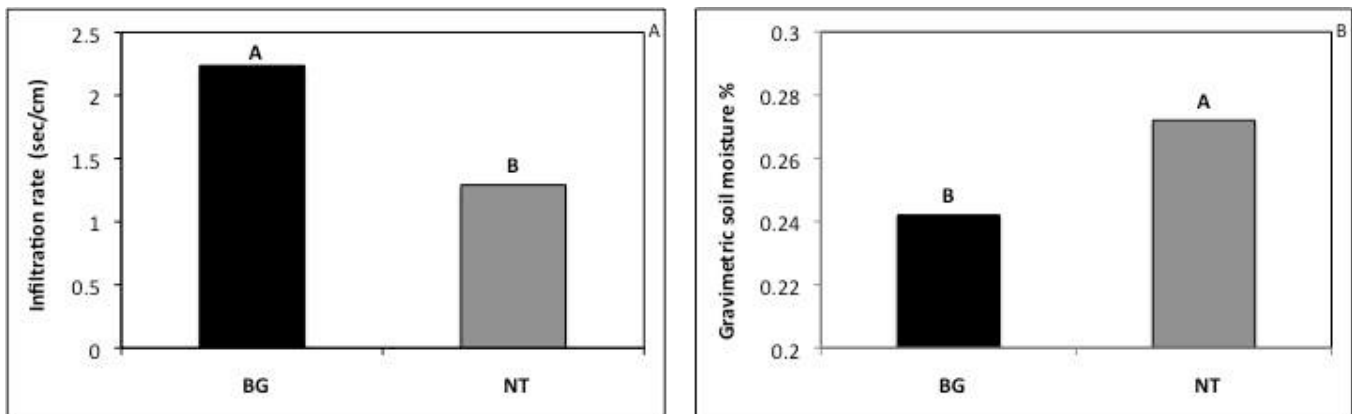 A
Infiltration rate (sec/cm)
2.5
2
1.5
1
0.5
0
A
B
BG NT
B
Gravimetric soil moisture %
0.3
0.28
0.26
0.24
0.22
0.2
B
A
BG NT